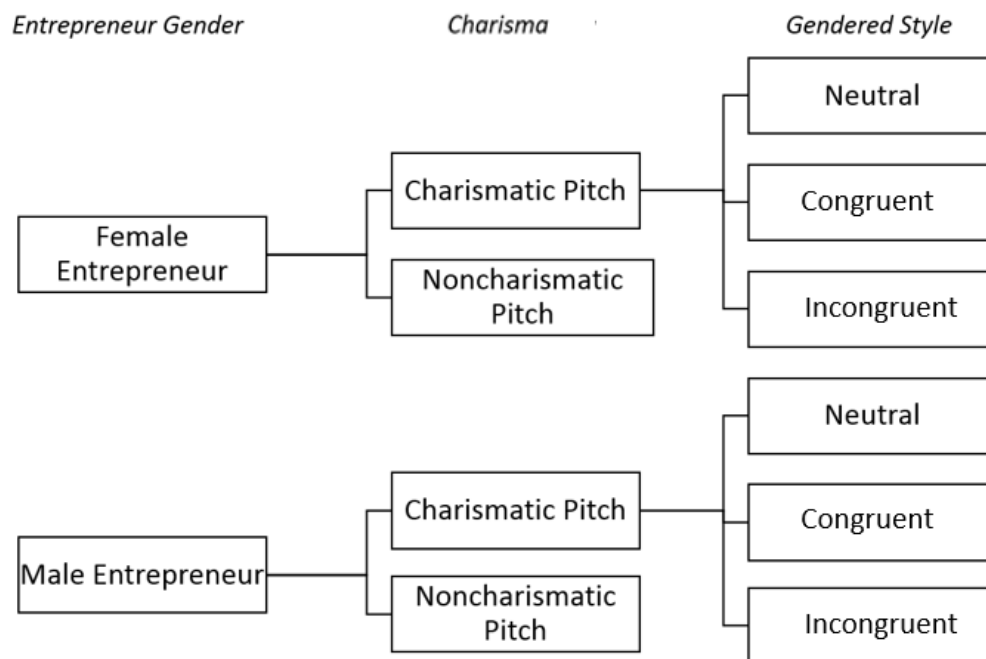 Entrepreneur Gender
Charisma
Gendered Style
Neutral
Charismatic Pitch
Congruent
Female
Entrepreneur
Noncharismatic
Pitch
Incongruent
Neutral
Charismatic Pitch
Congruent
Male Entrepreneur
Noncharismatic
Pitch
Incongruent